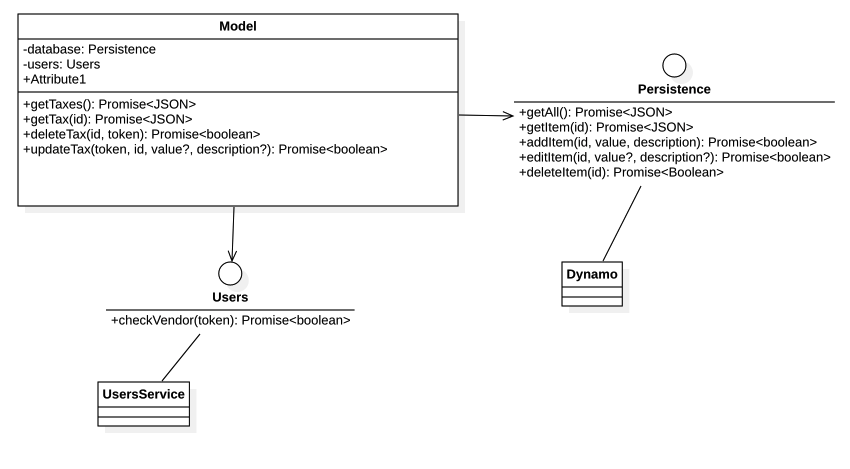 Model
-database: Persistence
-users: Users
+Attribute1
+getTaxes(): Promise<JSON>
+getTax(id): Promise<JSON>
+deleteTax(id, token): Promise<boolean>
+updateTax(token, id, value?, description?): Promise<boolean>
Persistence
+getAll(): Promise<JSON>
+getItem(id): Promise<JSON>
+addItem(id, value, description): Promise<boolean>
+editItem(id, value?, description?): Promise<boolean>
+deleteItem(id): Promise<Boolean>
Dynamo
Users
+checkVendor(token): Promise<boolean>
UsersService